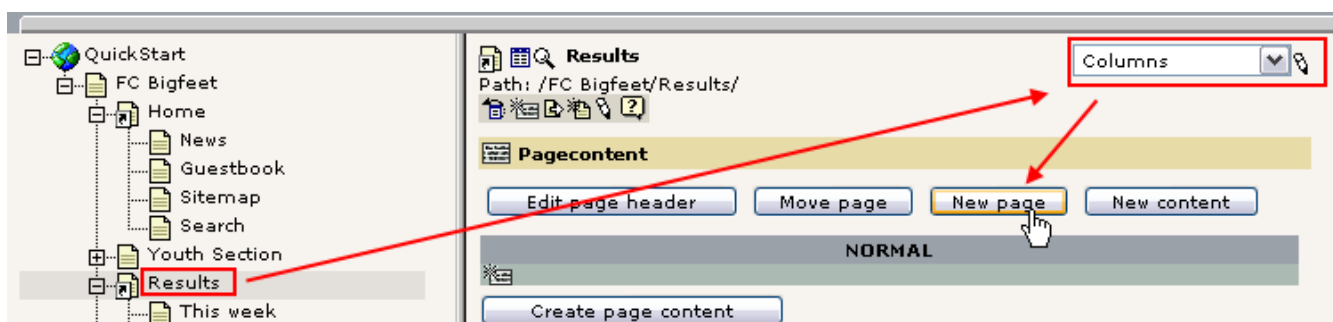 QuickStart
FC Bigfeet
Home
News
Guestbook
Sitemap
Search
Youth Section
Results
This week
Results
Columns
Path: /FC Bigfeet/Results/
Pagecontent
Edit page header Move page New page New content
NORMAL
Create page content